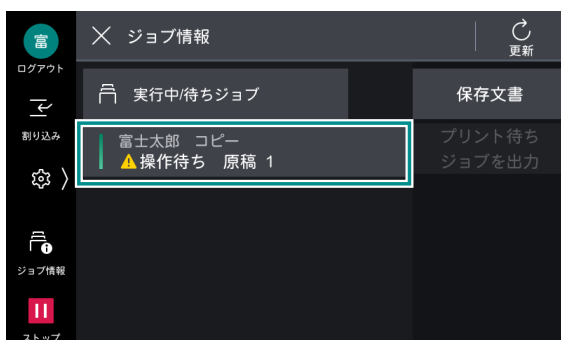 富
ログアウト
割り込み
ジョブ情報
ストップ
ジョブ情報
更新
実行中/待ちジョブ
富士太郎 コピー
操作待ち 原稿 1
保存文書
プリント待ち
ジョブを出力